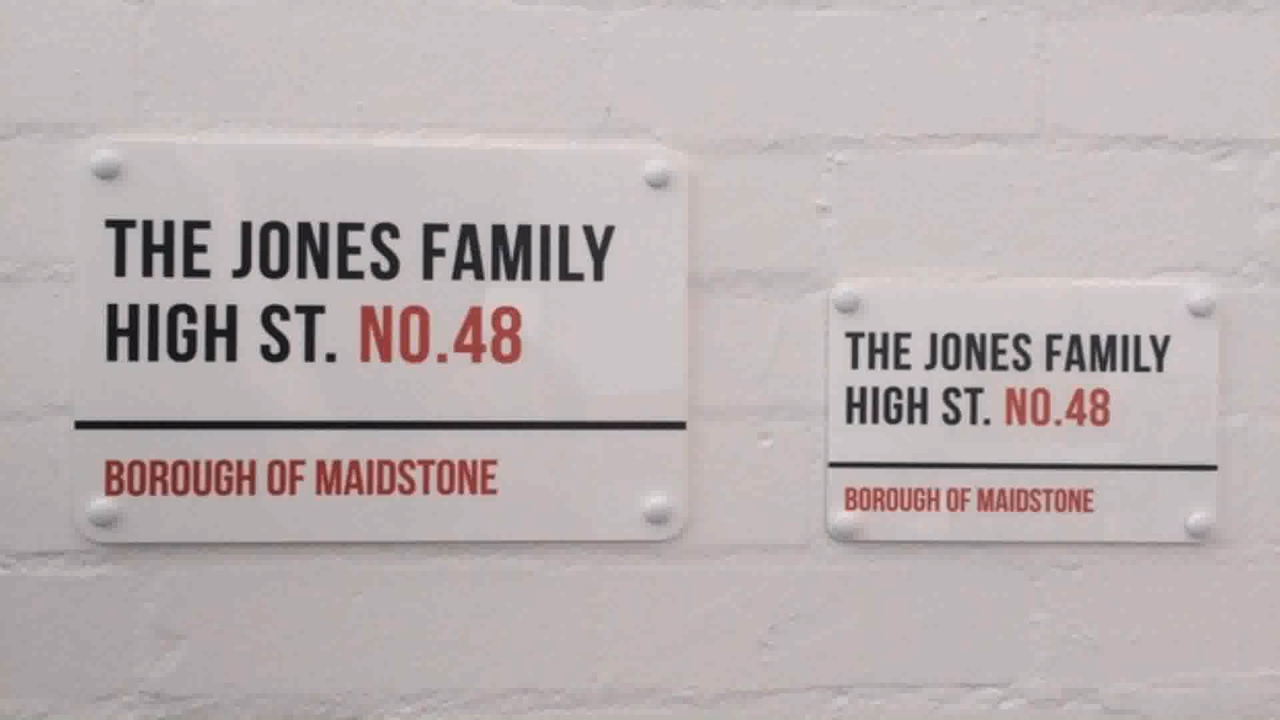 THE JONES FAMILY
HIGH ST. NO.48
BOROUGH OF MAIDSTONE
THE JONES FAMILY
HIGH ST. NO.48
BOROUGH OF MAIDSTONE